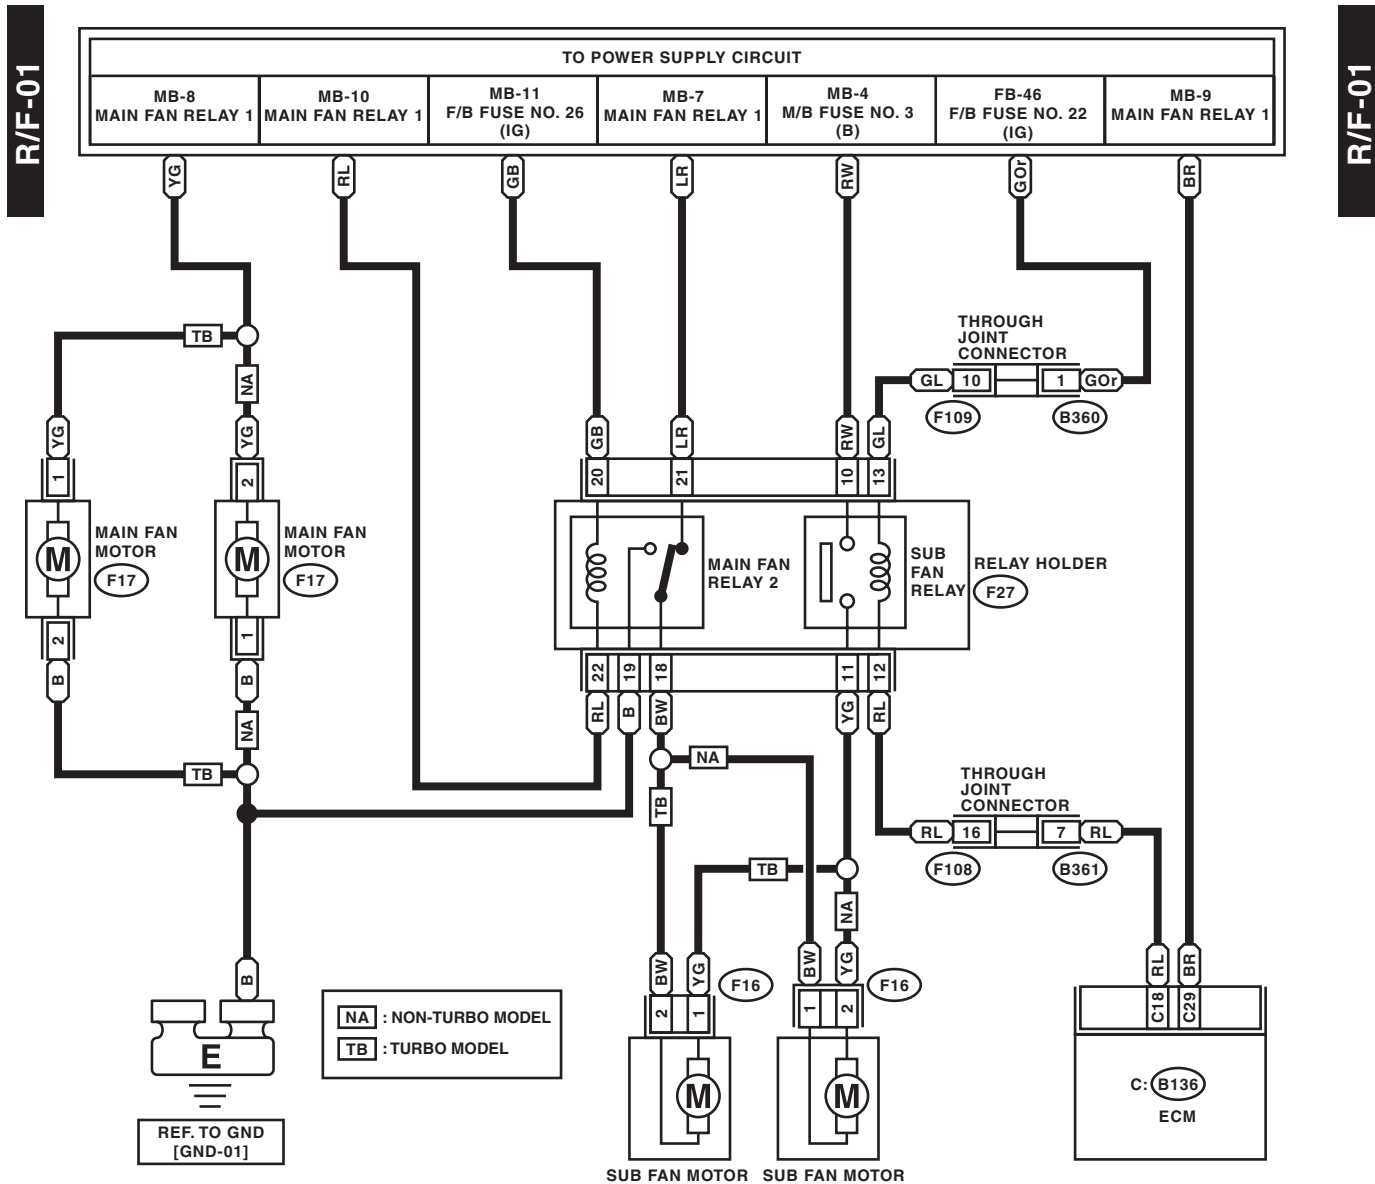 R/F-01
R/F-01
TO POWER SUPPLY CIRCUIT
MB-8
MAIN FAN RELAY 1
MB-10
MAIN FAN RELAY 1
MB-11
F/B FUSE NO. 26
(IG)
MB-7
MAIN FAN RELAY 1
MB-4
M/B FUSE NO. 3
(B)
FB-46
F/B FUSE NO. 22
(IG)
MB-9
MAIN FAN RELAY 1
YG
RL
GB
LR
RW
GOr
BR
TB
NA
THROUGH
JOINT
CONNECTOR
GL
10
1
GOr
F109
B360
YG
YG
GB
LR
RW
GL
1
2
20
21
10
13
M
MAIN FAN
MOTOR
F17
M
MAIN FAN
MOTOR
F17
MAIN FAN
RELAY 2
SUB
FAN
RELAY
RELAY HOLDER
F27
2
1
22
19
18
11
12
B
B
RL
B
BW
YG
RL
NA
TB
NA
TB
THROUGH
JOINT
CONNECTOR
RL
16
7
RL
F108
B361
TB
NA
B
BW
YG
F16
BW
YG
F16
RL
BR
2
1
1
2
C18
C29
E
REF. TO GND
[GND-01]
NA
: NON-TURBO MODEL
TB
: TURBO MODEL
M
M
SUB FAN MOTOR
SUB FAN MOTOR
C:
B136
ECM